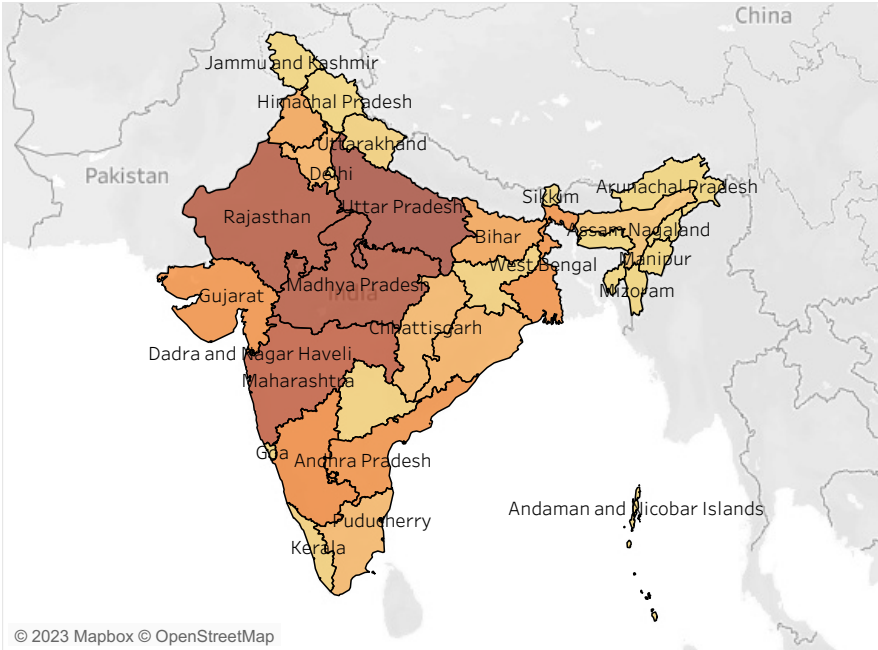 China
Jammu and Kashmir
Himachal Pradesh
Uttarakhand
Pakistan
Delhi
Arunachal Pradesh
Sikkim
Uttar Pradesh
Rajasthan
Assam
Nagaland
Bihar
Manipur
West Bengal
Madhya Pradesh
Mizoram
India
Gujarat
Chhattisgarh
Dadra and Nagar Haveli
Maharashtra
Goa
Andhra Pradesh
Andaman and Nicobar Islands
Puducherry
Kerala
© 2023 Mapbox © OpenStreetMap